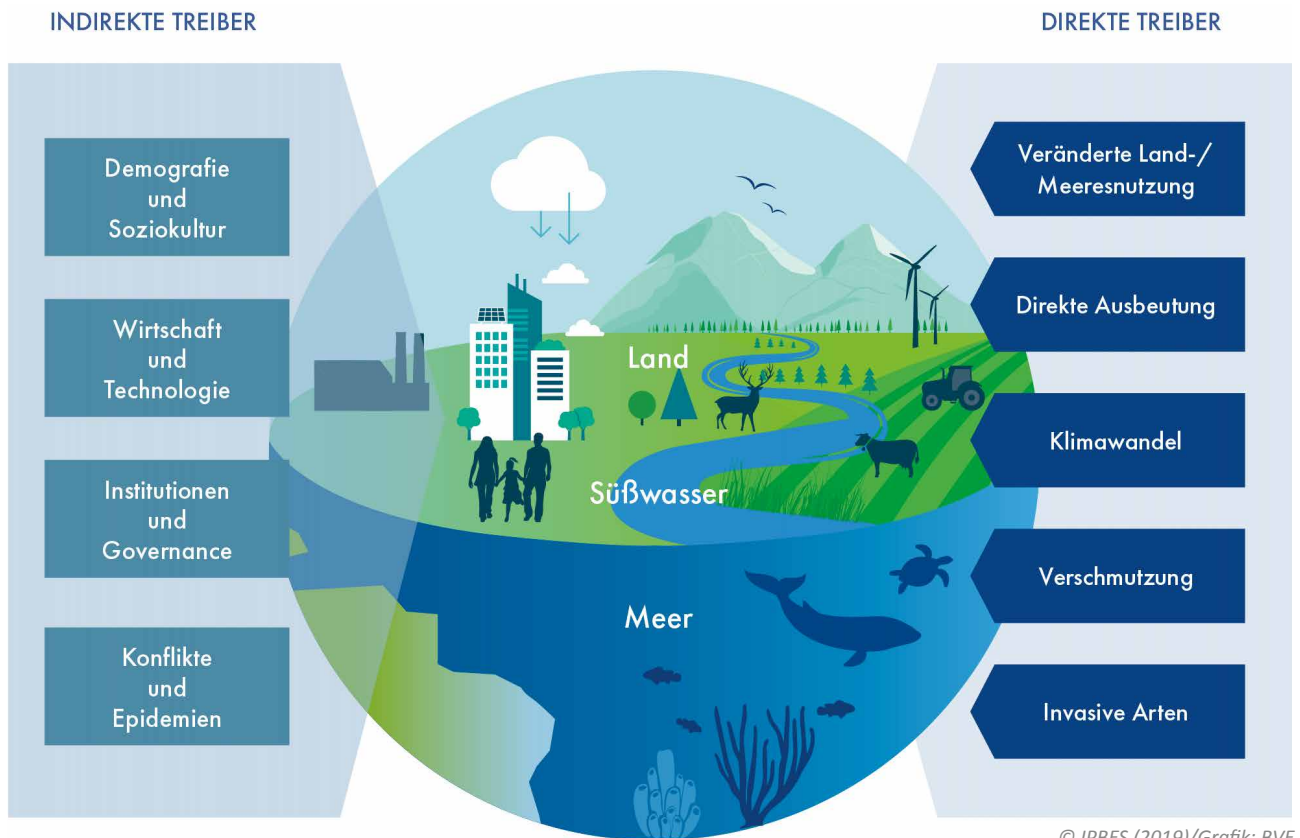 INDIREKTE TREIBER
DIREKTE TREIBER
Demografie
und
Soziokultur
Wirtschaft
und
Technologie
Institutionen
und
Governance
Konflikte
und
Epidemien
Land
Süßwasser
Meer
Veränderte Land-/
Meeresnutzung
Direkte Ausbeutung
Klimawandel
Verschmutzung
Invasive Arten
© IPBES (2019)/Grafik: BVE